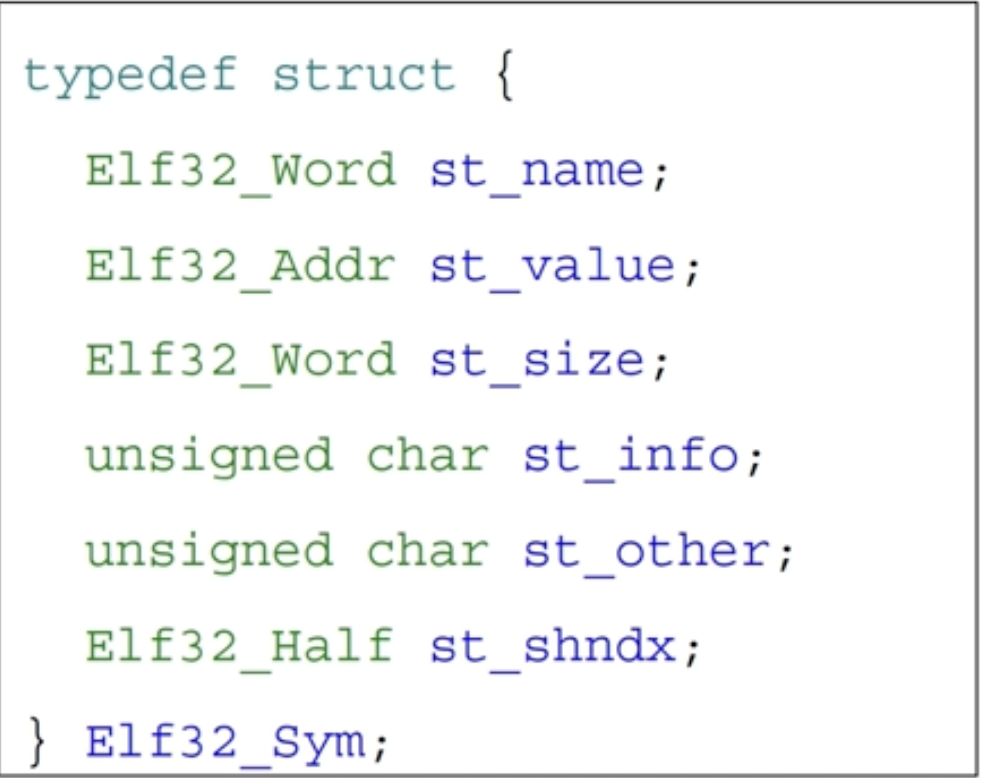 typedef struct {
Elf32_Word st_name;
Elf32_Addr st_value;
Elf32_Word st_size;
unsigned char st_info;
unsigned char st_other;
Elf32_Half st_shndx;
} Elf32_Sym;